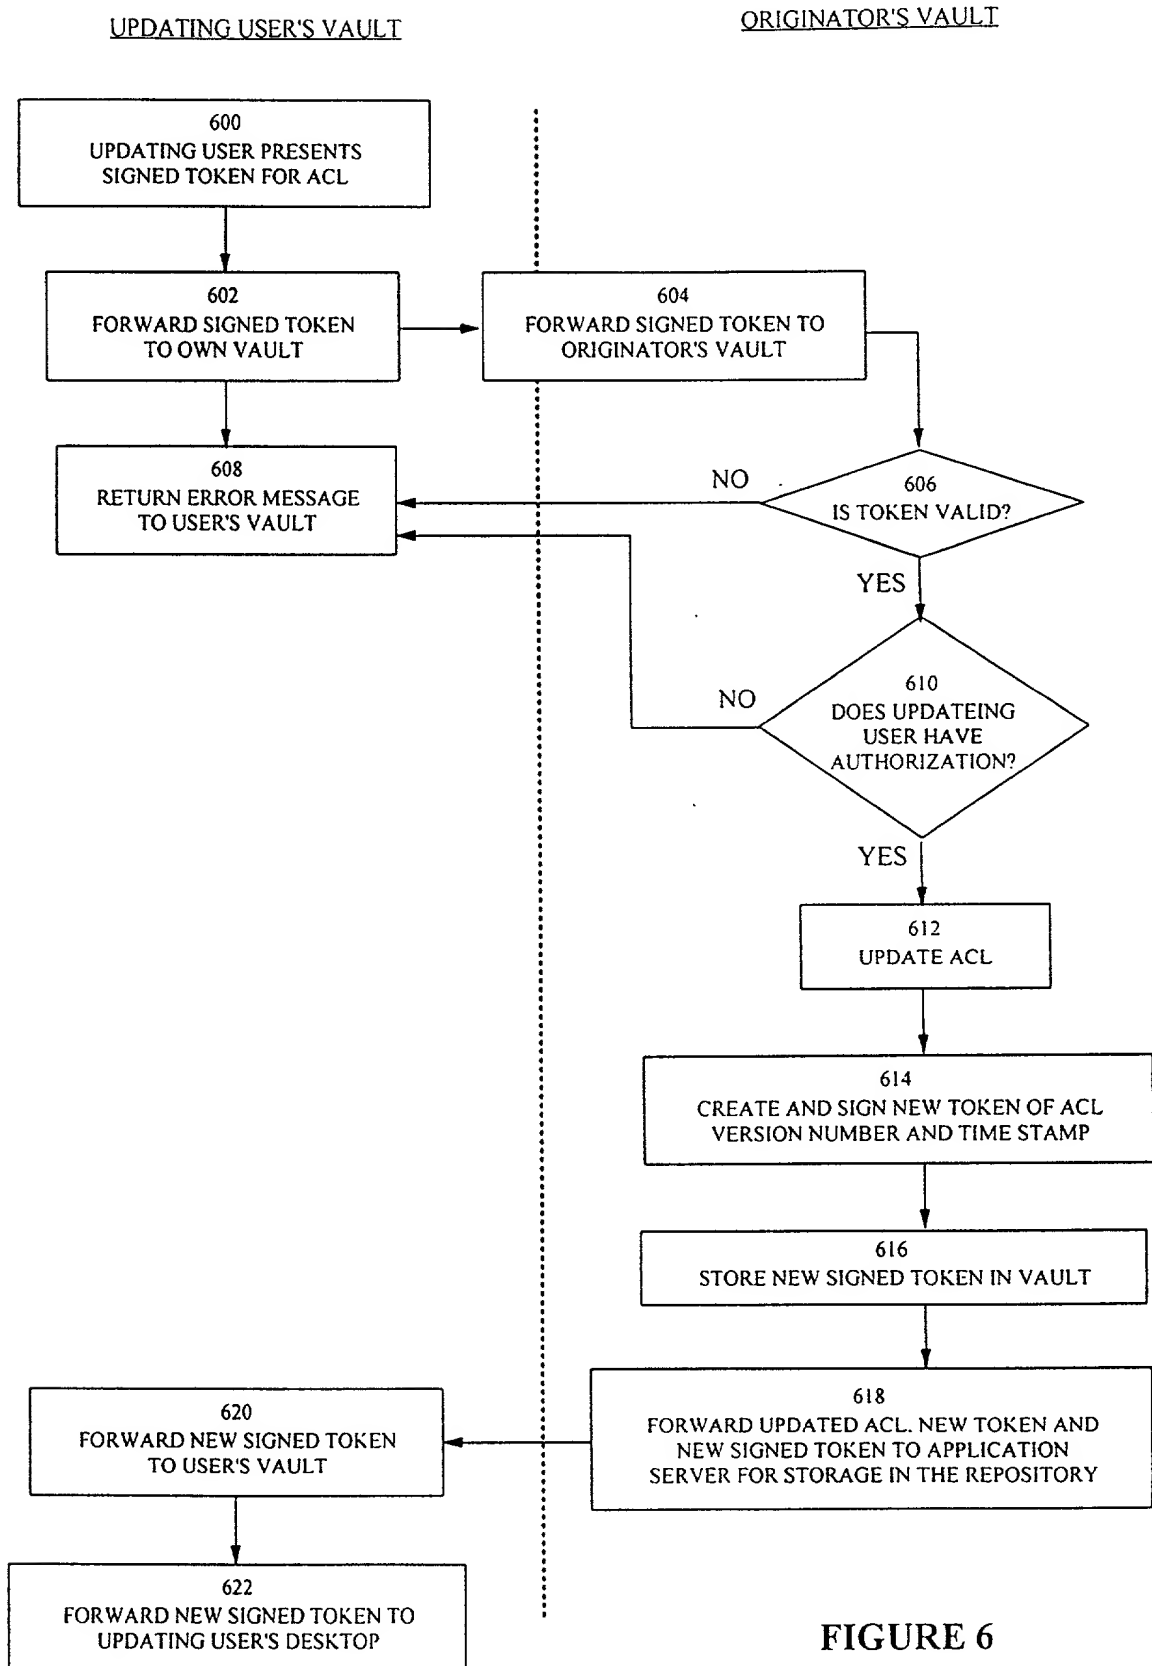 UPDATING USER'S VAULT
ORIGINATOR'S VAULT
600
UPDATING USER PRESENTS
SIGNED TOKEN FOR ACL
602
FORWARD SIGNED TOKEN
TO OWN VAULT
604
FORWARD SIGNED TOKEN TO
ORIGINATOR'S VAULT
608
RETURN ERROR MESSAGE
TO USER'S VAULT
NO
606
IS TOKEN VALID?
YES
NO
610
DOES UPDATEING
USER HAVE
AUTHORIZATION?
YES
612
UPDATE ACL
614
CREATE AND SIGN NEW TOKEN OF ACL
VERSION NUMBER AND TIME STAMP
616
STORE NEW SIGNED TOKEN IN VAULT
618
FORWARD UPDATED ACL. NEW TOKEN AND
NEW SIGNED TOKEN TO APPLICATION
SERVER FOR STORAGE IN THE REPOSITORY
620
FORWARD NEW SIGNED TOKEN
TO USER'S VAULT
622
FORWARD NEW SIGNED TOKEN TO
UPDATING USER'S DESKTOP
FIGURE 6